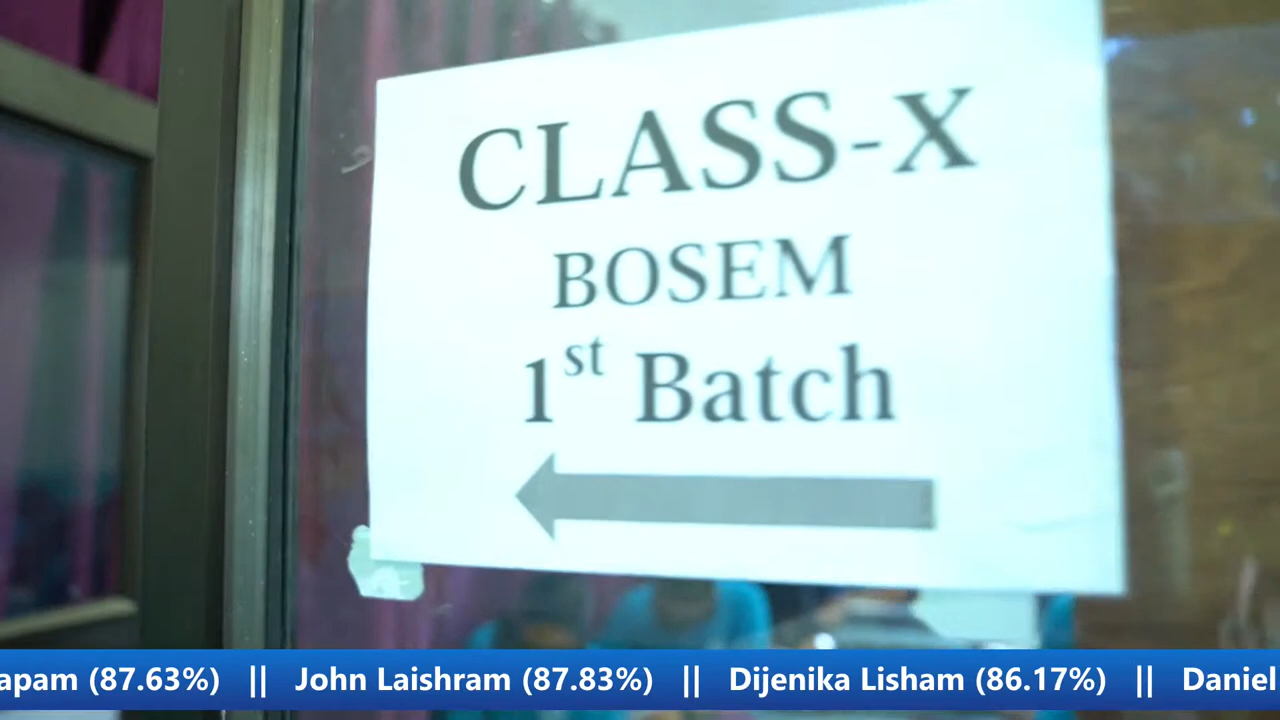 CLASS-X
BOSEM
1st Batch
apam (87.63%) || John Laishram (87.83%) || Dijenika Lisham (86.17%) || Daniel